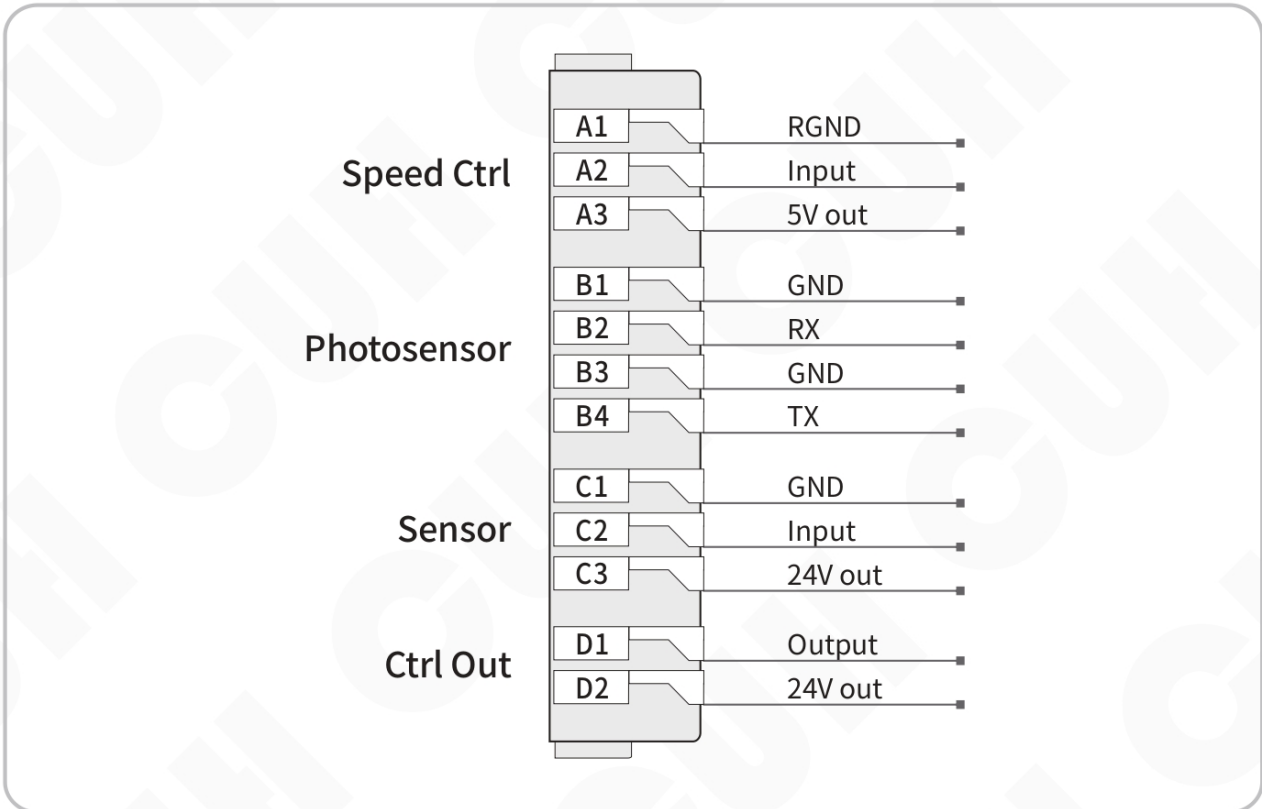 Speed Ctrl
A1 RGND
A2 Input
A3 5V out
Photosensor
B1 GND
B2 RX
B3 GND
B4 TX
Sensor
C1 GND
C2 Input
C3 24V out
Ctrl Out
D1 Output
D2 24V out